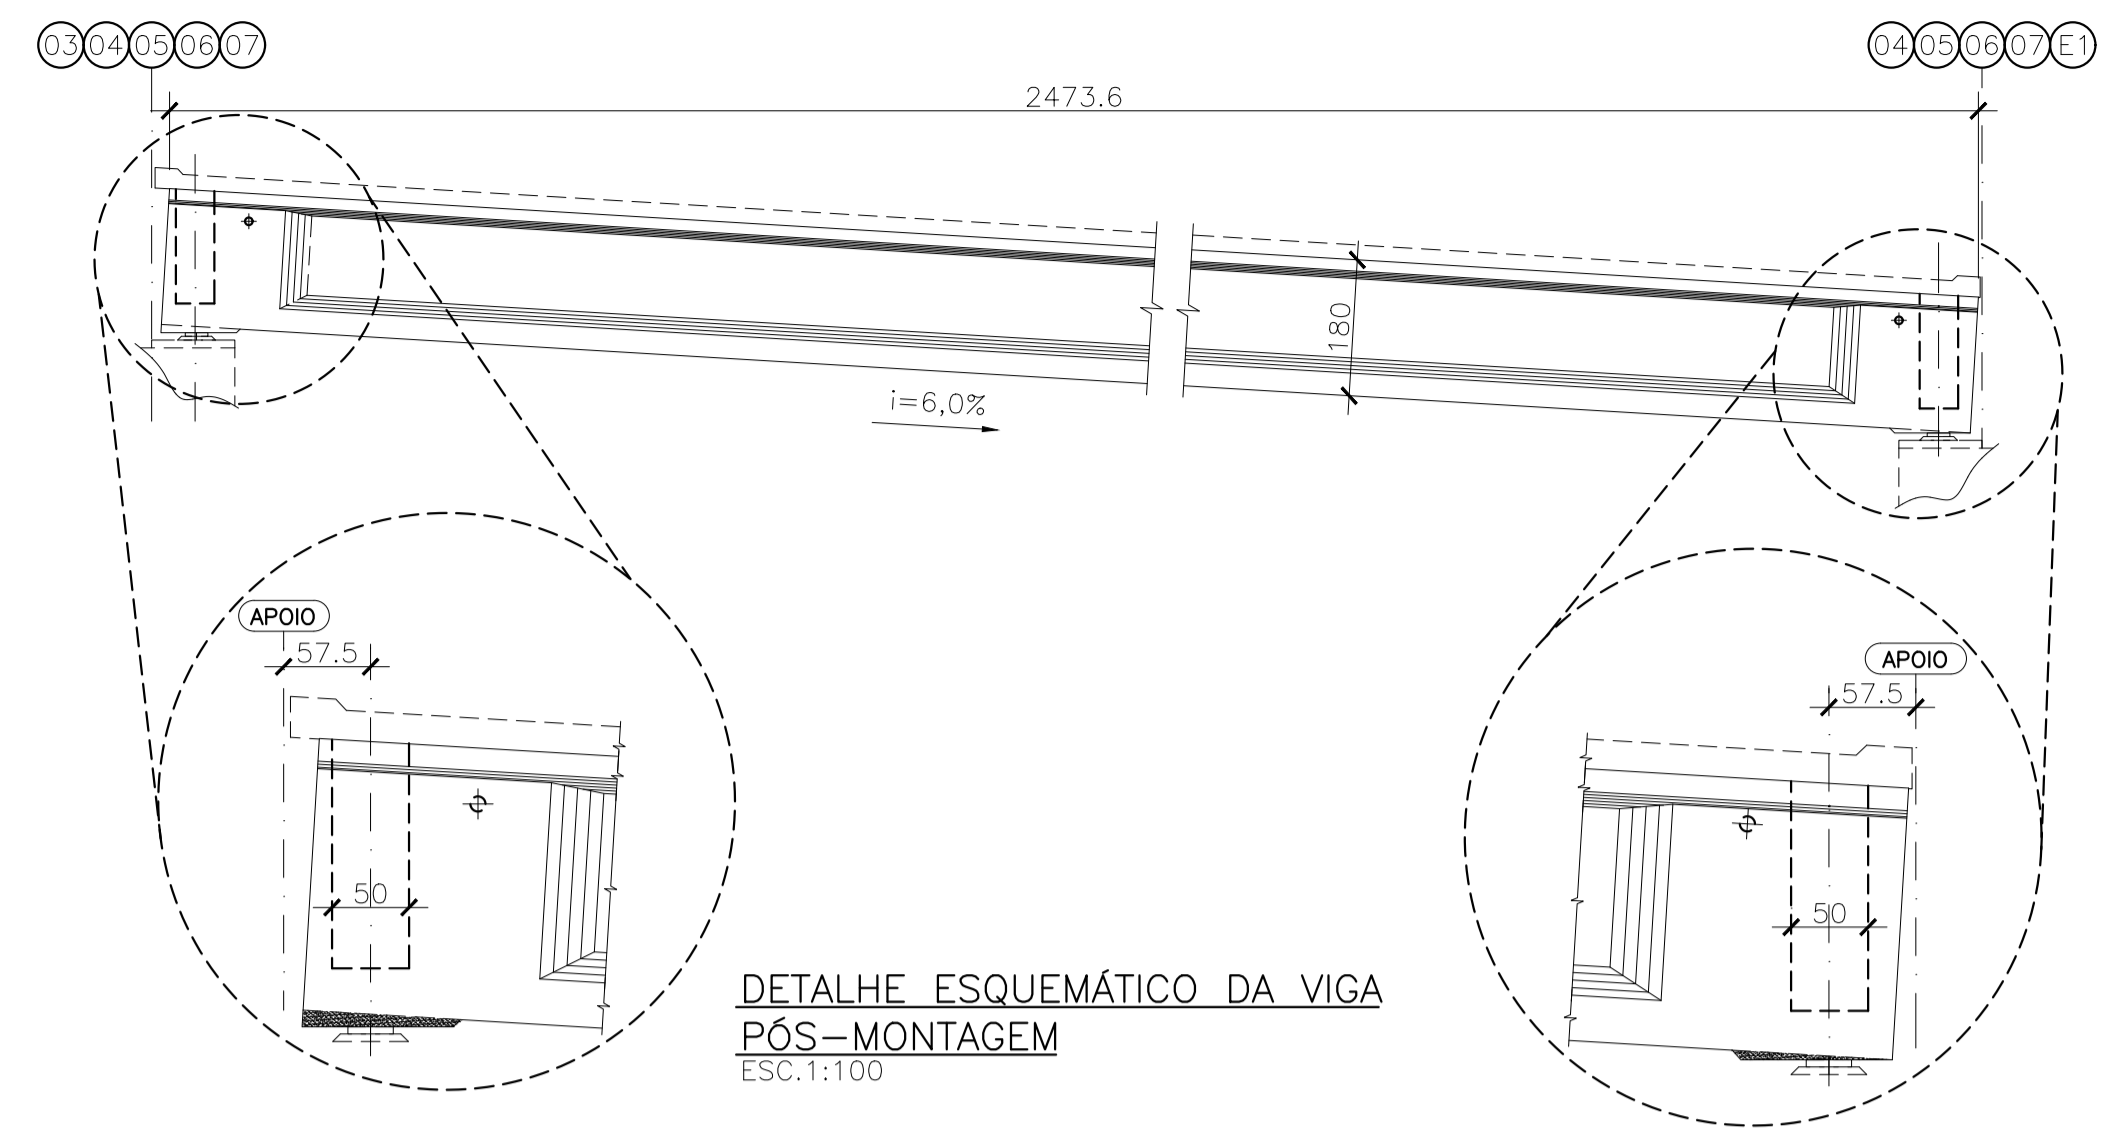 03 04 05 06 07
04 05 06 07 E1
2473.6
180
i=6,0%
APOIO
57.5
50
APOIO
57.5
50
DETALHE ESQUEMÁTICO DA VIGA
PÓS-MONTAGEM
ESC.1:100